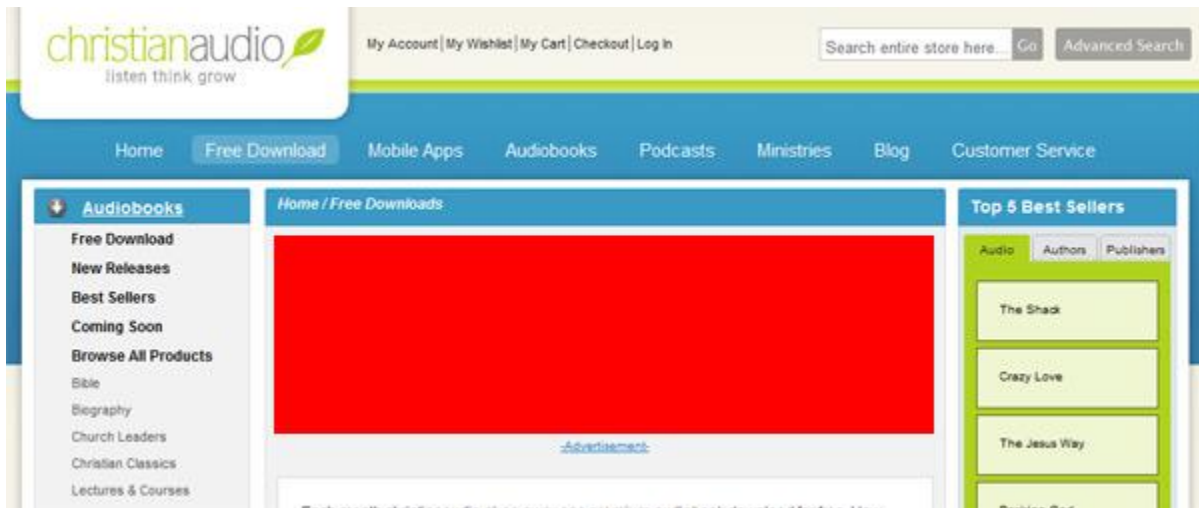 christianaudio
listen think grow
My Account | My Wishlist | My Cart | Checkout | Log In
Search entire store here... Go Advanced Search
Home Free Download Mobile Apps Audiobooks Podcasts Ministries Blog Customer Service
Audiobooks
Free Download
New Releases
Best Sellers
Coming Soon
Browse All Products
Bible
Biography
Church Leaders
Christian Classics
Lectures & Courses
Home / Free Downloads
-Advertisement-
Top 5 Best Sellers
Audio Authors Publishers
The Shack
Crazy Love
The Jesus Way